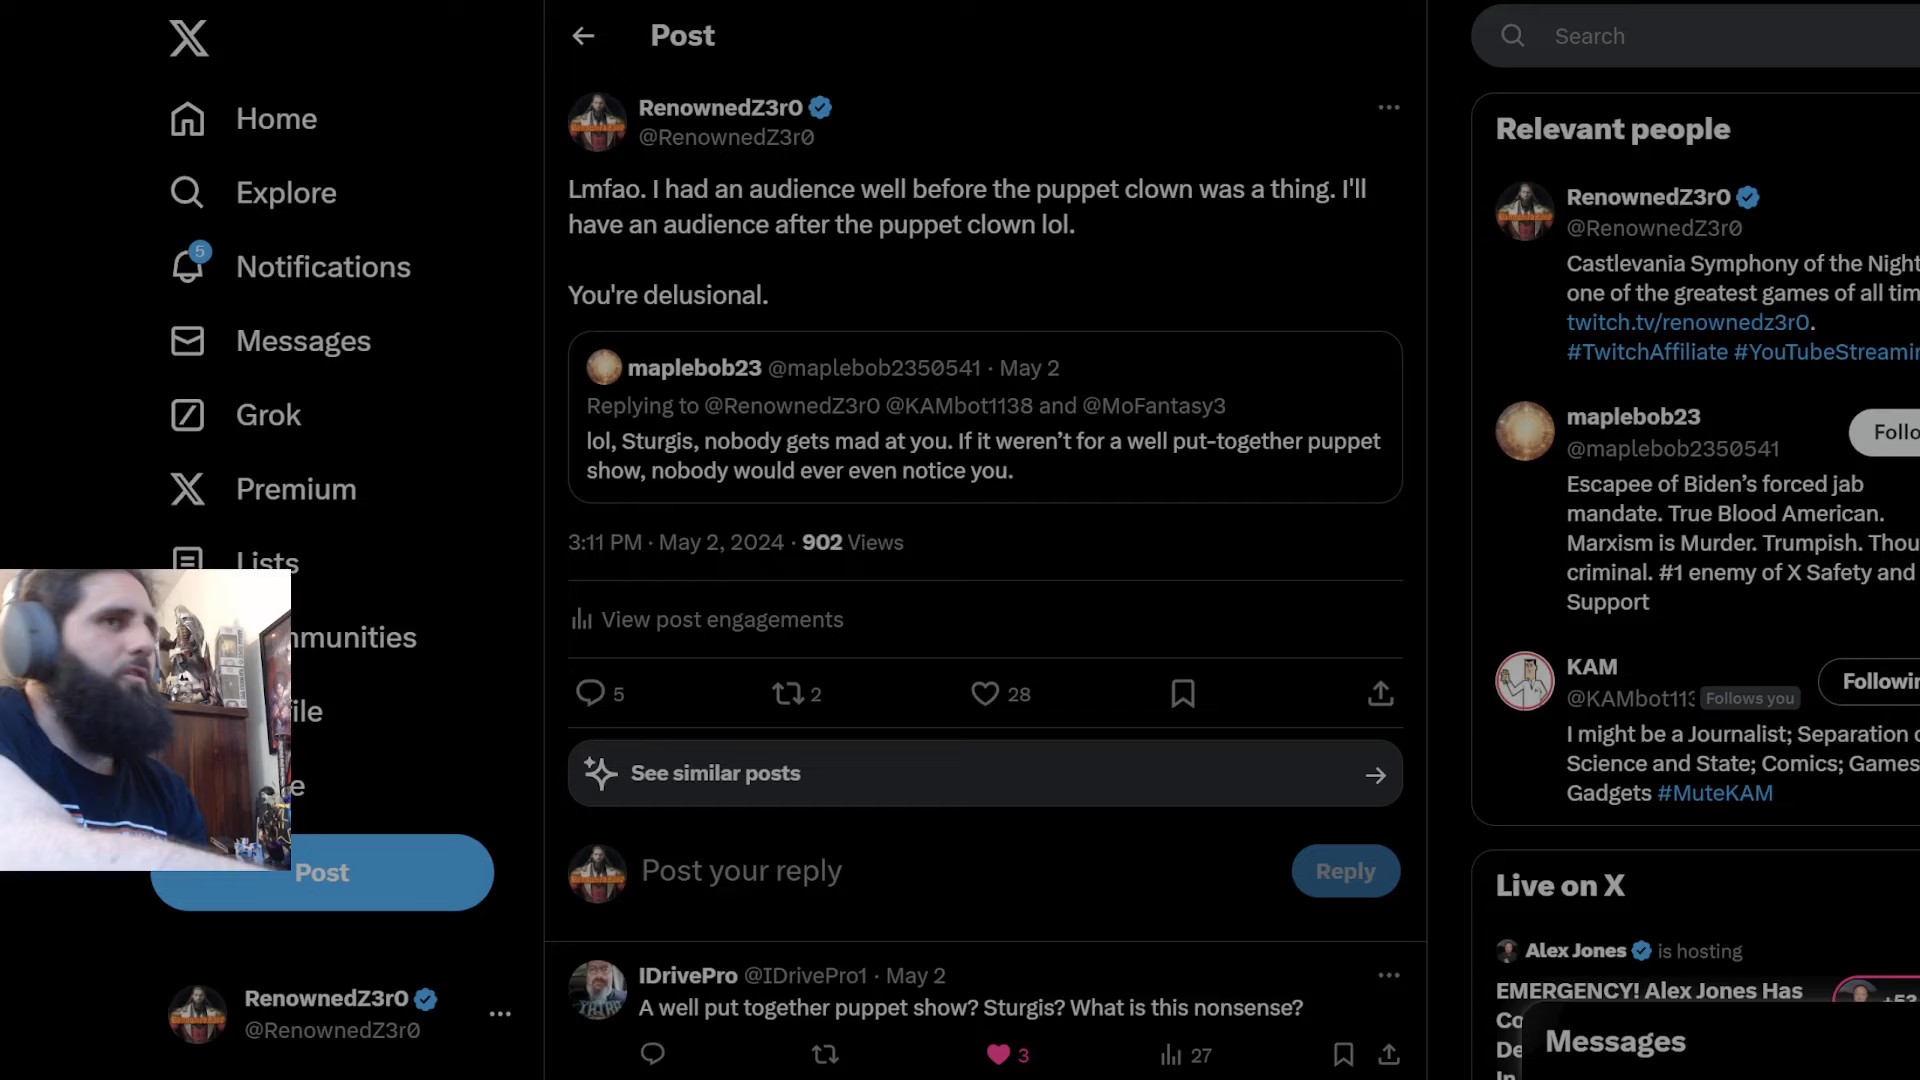 Home
Explore
5
Notifications
Messages
Grok
Premium
Lists
Post
RenownedZ3r0
@RenownedZ3r0
Post
RenownedZ3r0
@RenownedZ3r0
Lmfao. I had an audience well before the puppet clown was a thing. I'll
have an audience after the puppet clown lol.
You're delusional.
maplebob23 @maplebob2350541 · May 2
Replying to @RenownedZ3r0 @KAMbot1138 and @MoFantasy3
lol, Sturgis, nobody gets mad at you. If it weren’t for a well put-together puppet
show, nobody would ever even notice you.
3:11 PM · May 2, 2024 · 902 Views
View post engagements
5
2
28
See similar posts
Post your reply
Reply
IDrivePro @IDrivePro1 · May 2
A well put together puppet show? Sturgis? What is this nonsense?
3
27
Search
Relevant people
RenownedZ3r0
@RenownedZ3r0
Castlevania Symphony of the Night
one of the greatest games of all tim
twitch.tv/renownedz3r0.
#TwitchAffiliate #YouTubeStreamin
maplebob23
@maplebob2350541
Follo
Escapee of Biden’s forced jab
mandate. True Blood American.
Marxism is Murder. Trumpish. Thou
criminal. #1 enemy of X Safety and
Support
KAM
@KAMbot113
Follows you
Followin
I might be a Journalist; Separation o
Science and State; Comics; Games
Gadgets #MuteKAM
Live on X
Alex Jones is hosting
EMERGENCY! Alex Jones Has
Co
De
Messages